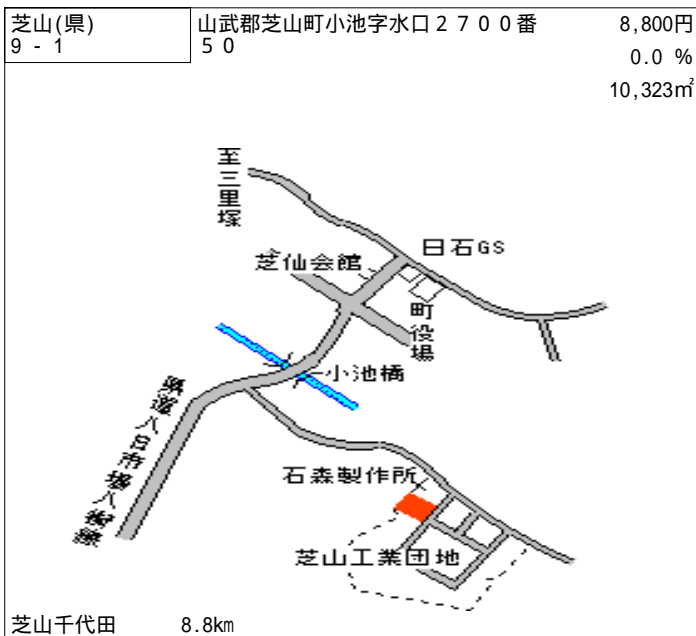 芝山(県)
9 - 1
山武郡芝山町小池字水口２７００番
５０
8,800円
0.0 %
10,323㎡
至三里塚
日石GS
芝仙会館
町役場
小池橋
県道八日市場八街線
石森製作所
芝山工業団地
芝山千代田 8.8km